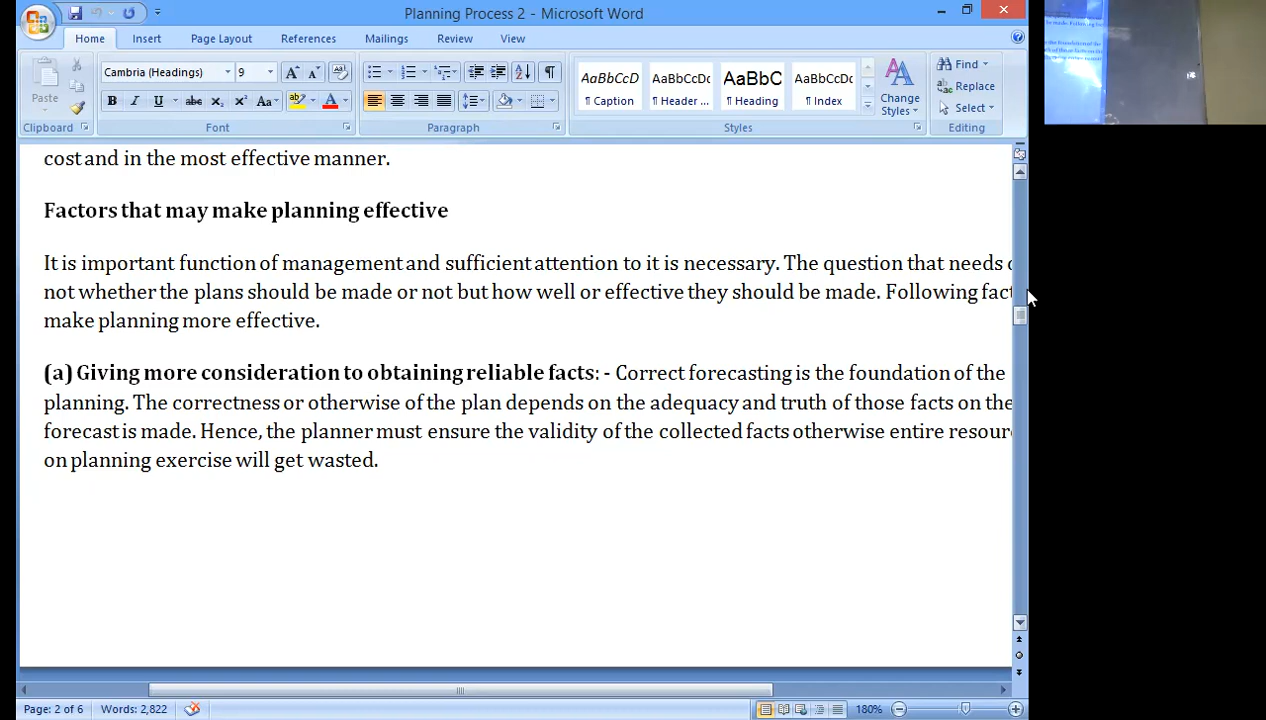 Planning Process 2 - Microsoft Word
Home Insert Page Layout References Mailings Review View
Cambria (Headings) 9 Find
Paste AaBbCcD AaBbCcDc AaBbC AaBbCcDc Replace
B I U abc x₂ x² Aa A Caption Header ... Heading Index Change Styles Select
Clipboard Font Paragraph Styles Editing
cost and in the most effective manner.
Factors that may make planning effective
It is important function of management and sufficient attention to it is necessary. The question that needs
not whether the plans should be made or not but how well or effective they should be made. Following
make planning more effective.
(a) Giving more consideration to obtaining reliable facts: - Correct forecasting is the foundation of the
planning. The correctness or otherwise of the plan depends on the adequacy and truth of those facts on the
forecast is made. Hence, the planner must ensure the validity of the collected facts otherwise entire
on planning exercise will get wasted.
Page: 2 of 6 Words: 2,822 180%